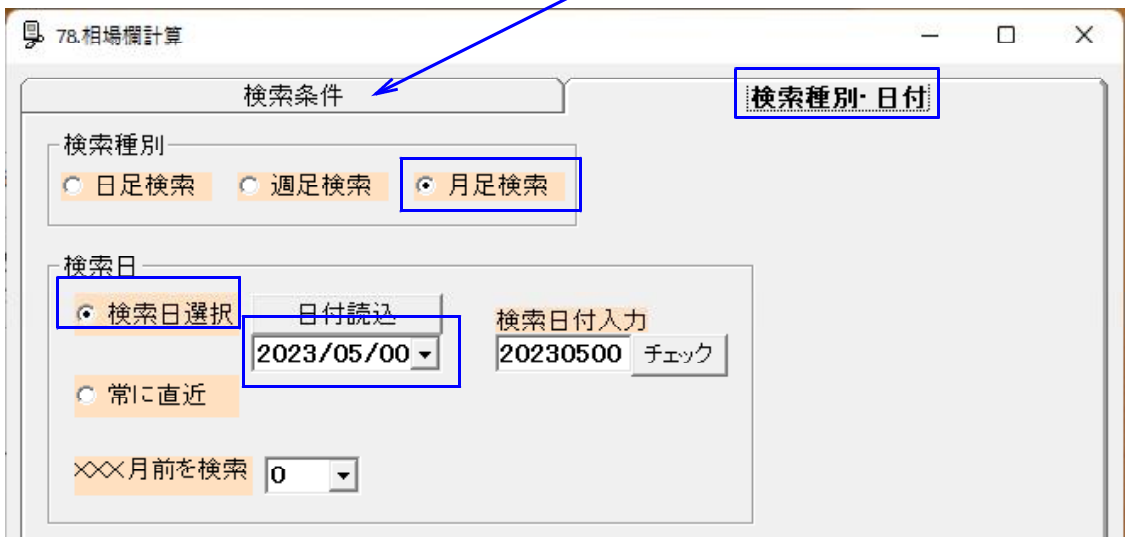 78.相場欄計算
検索条件
検索種別・日付
検索種別
日足検索 週足検索 月足検索
検索日
検索日選択 日付読込 検索日付入力
2023/05/00 20230500 チェック
常に直近
×××月前を検索 0